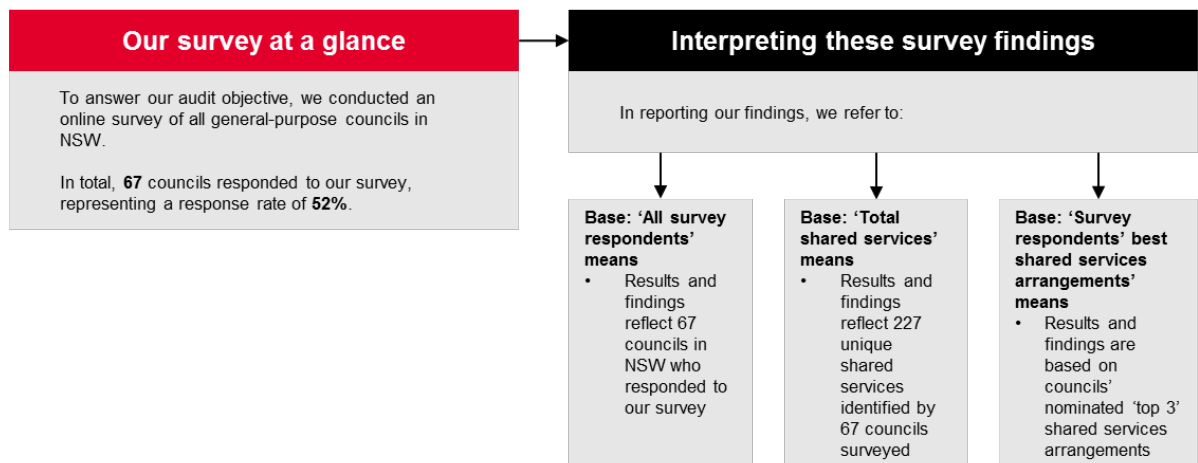 Our survey at a glance
To answer our audit objective, we conducted an
online survey of all general-purpose councils in
NSW.
In total, 67 councils responded to our survey,
representing a response rate of 52%.
Interpreting these survey findings
In reporting our findings, we refer to:
Base: ‘All survey
respondents’
means
• Results and
findings
reflect 67
councils in
NSW who
responded to
our survey
Base: ‘Total
shared services’
means
• Results and
findings
reflect 227
unique
shared
services
identified by
67 councils
surveyed
Base: ‘Survey
respondents’ best
shared services
arrangements’
means
• Results and
findings are
based on
councils’
nominated ‘top 3’
shared services
arrangements